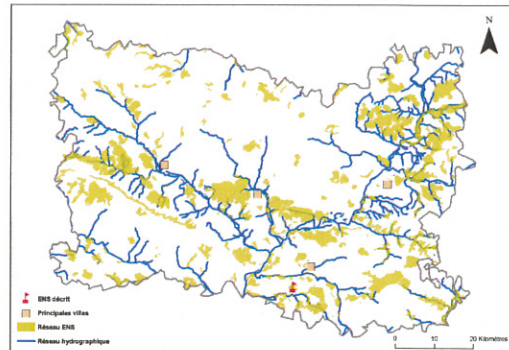 N
ENS décrit
Principales villes
Réseau ENS
Réseau hydrographique
0 10 20 Kilomètres